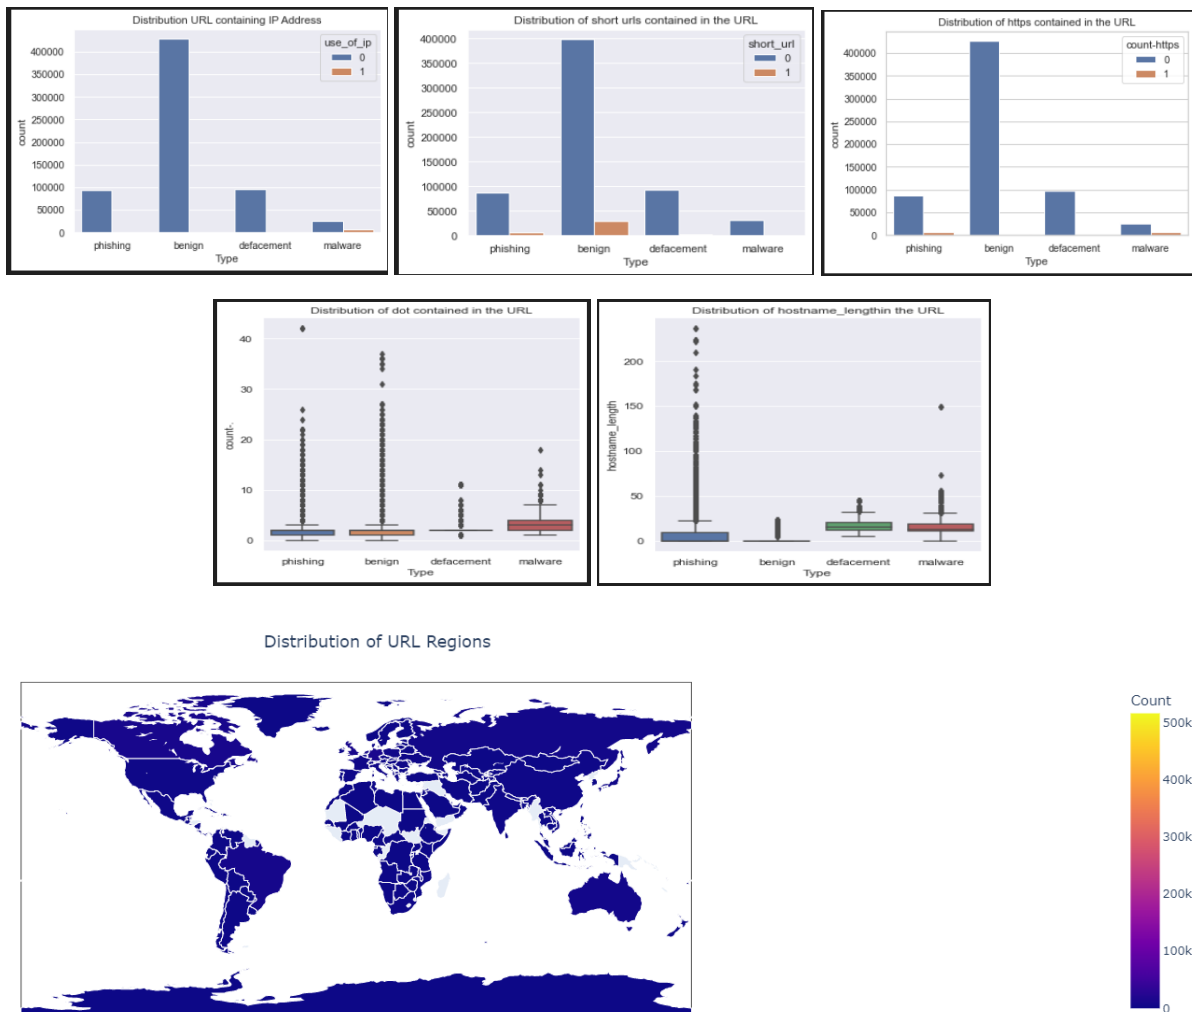 Distribution URL containing IP Address
use_of_ip
0
1
400000
350000
300000
250000
200000
150000
100000
50000
0
count
phishing benign defacement malware
Type
Distribution of short urls contained in the URL
short_url
0
1
400000
350000
300000
250000
200000
150000
100000
50000
0
count
phishing benign defacement malware
Type
Distribution of https contained in the URL
count-https
0
1
400000
350000
300000
250000
200000
150000
100000
50000
0
count
phishing benign defacement malware
Type
Distribution of dot contained in the URL
40
30
20
10
0
count-.
phishing benign defacement malware
Type
Distribution of hostname_lengthin the URL
200
150
100
50
0
hostname_length
phishing benign defacement malware
Type
Distribution of URL Regions
Count
500k
400k
300k
200k
100k
0